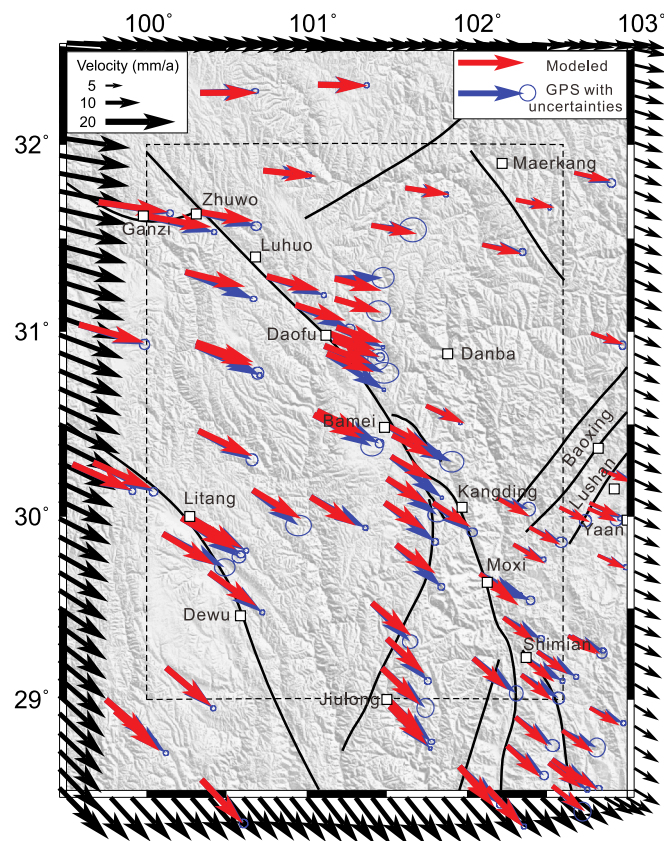 100° 101° 102° 103°
Velocity (mm/a)
5
10
20
Modeled
GPS with
uncertainties
32°
Maerkang
Zhuwo
Ganzi
Luhuo
31°
Daofu
Danba
Bamei
Baoxing
Kangding
Lushan
30°
Litang
Yaan
Moxi
Dewu
Shimian
29°
Jiulong